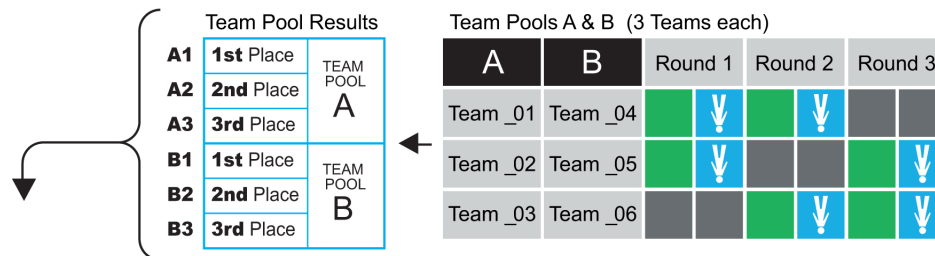 Team Pool Results
A1 1st Place
A2 2nd Place
A3 3rd Place
TEAM
POOL
A
B1 1st Place
B2 2nd Place
B3 3rd Place
TEAM
POOL
B
Team Pools A & B (3 Teams each)
A B Round 1 Round 2 Round 3
Team _01 Team _04
Team _02 Team _05
Team _03 Team _06